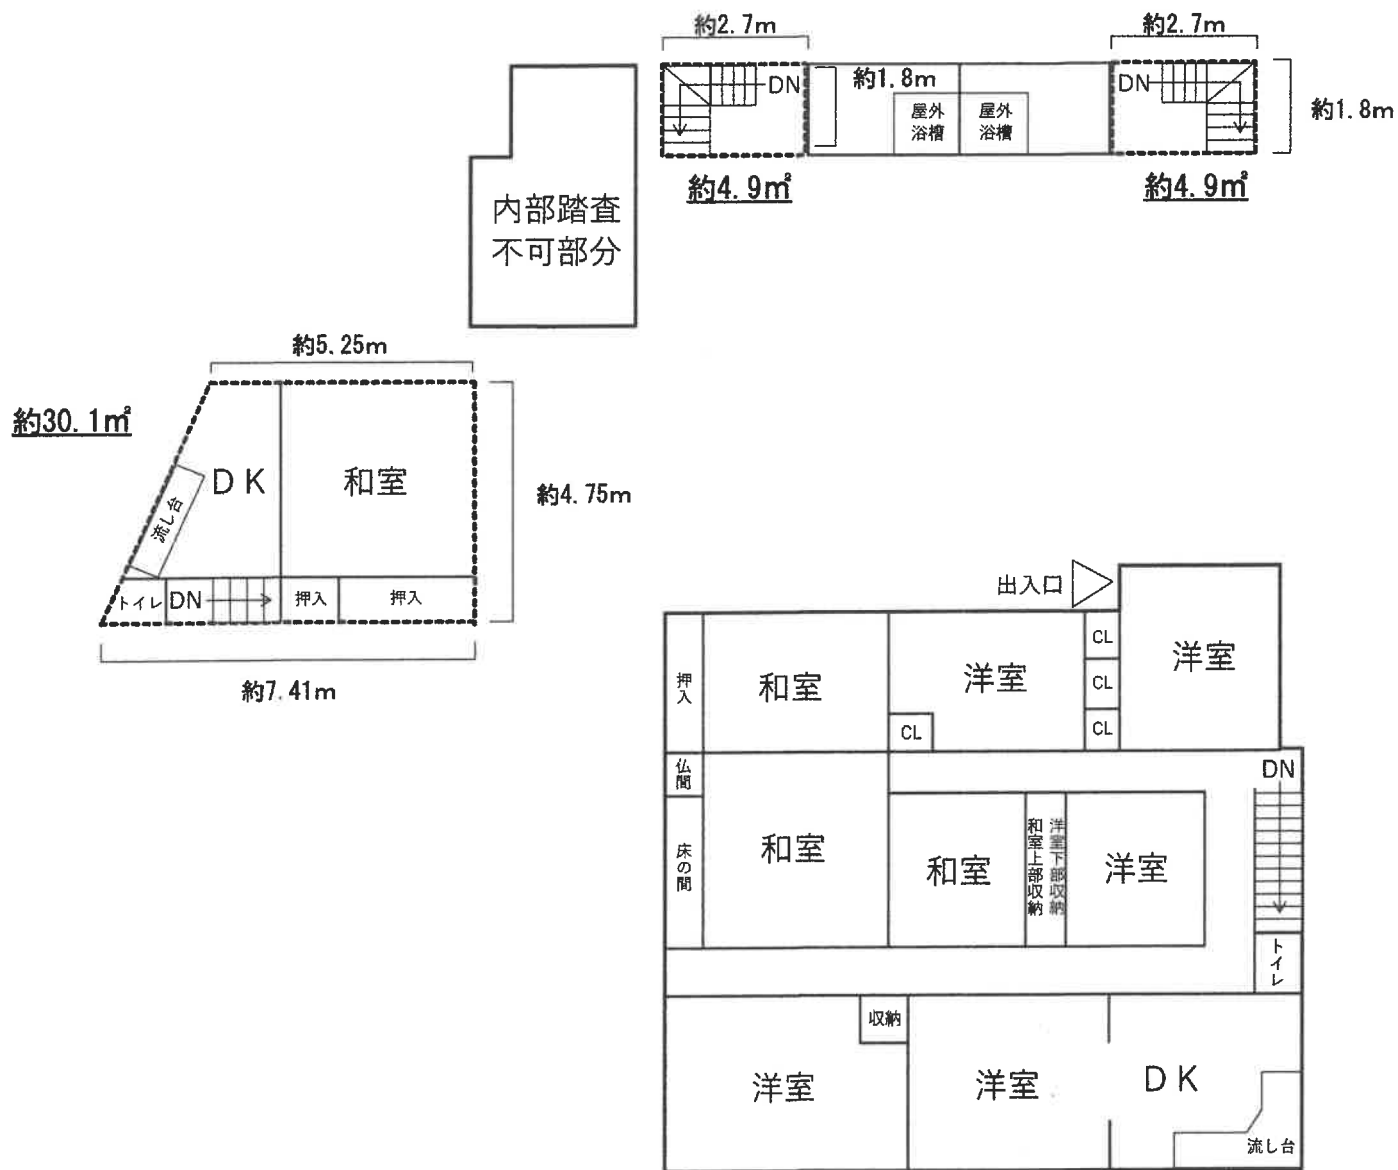 約2.7m
約2.7m
DN
約1.8m
DN
約1.8m
屋外
浴槽
屋外
浴槽
約4.9㎡
約4.9㎡
内部踏査
不可部分
約5.25m
約30.1㎡
DK
和室
約4.75m
流し台
トイレ
DN
押入
押入
約7.41m
出入口
押入
和室
洋室
CL
CL
CL
CL
洋室
仏間
和室
DN
床の間
和室
和室上部収納
洋室下部収納
洋室
トイレ
収納
洋室
洋室
DK
流し台